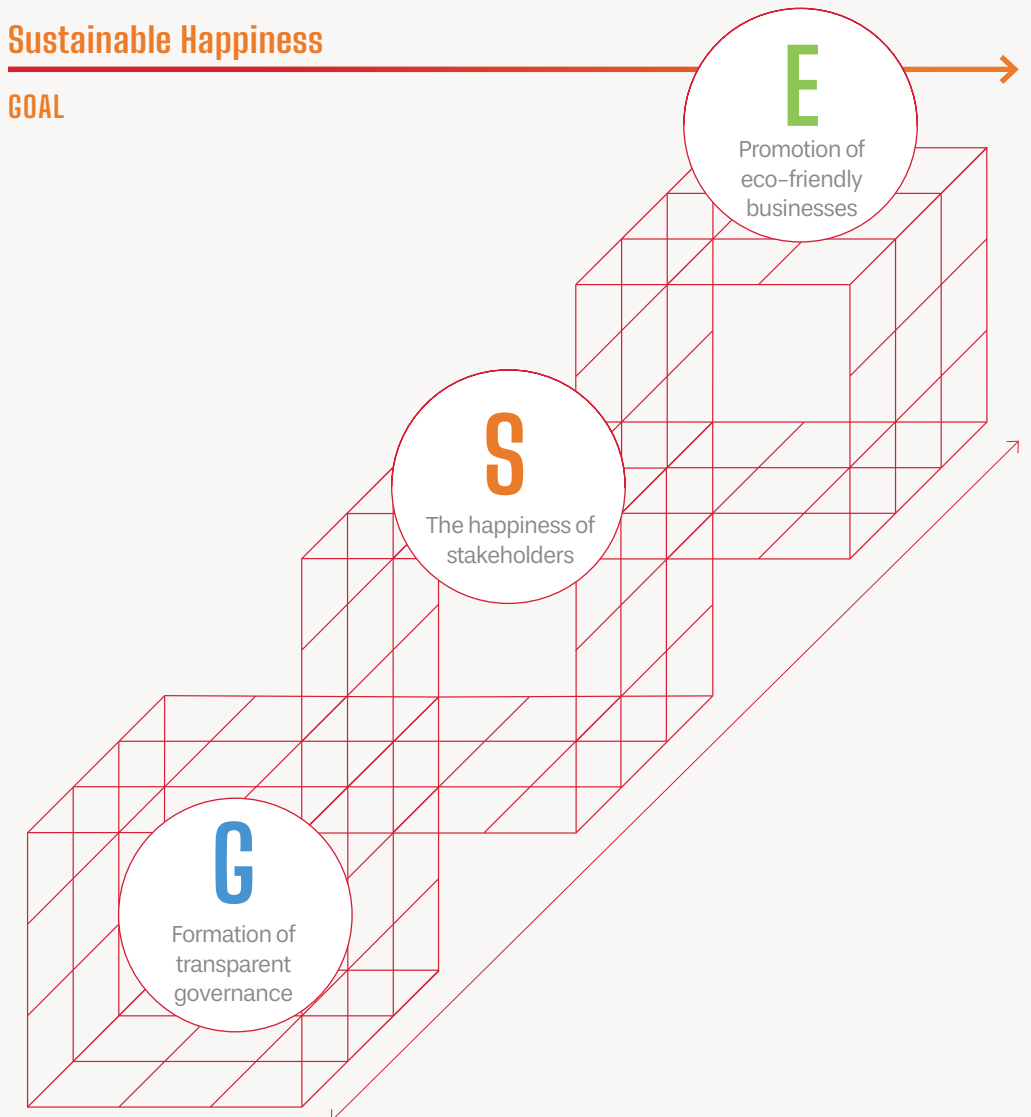 Sustainable Happiness
GOAL
E
Promotion of
eco-friendly
businesses
S
The happiness of
stakeholders
G
Formation of
transparent
governance